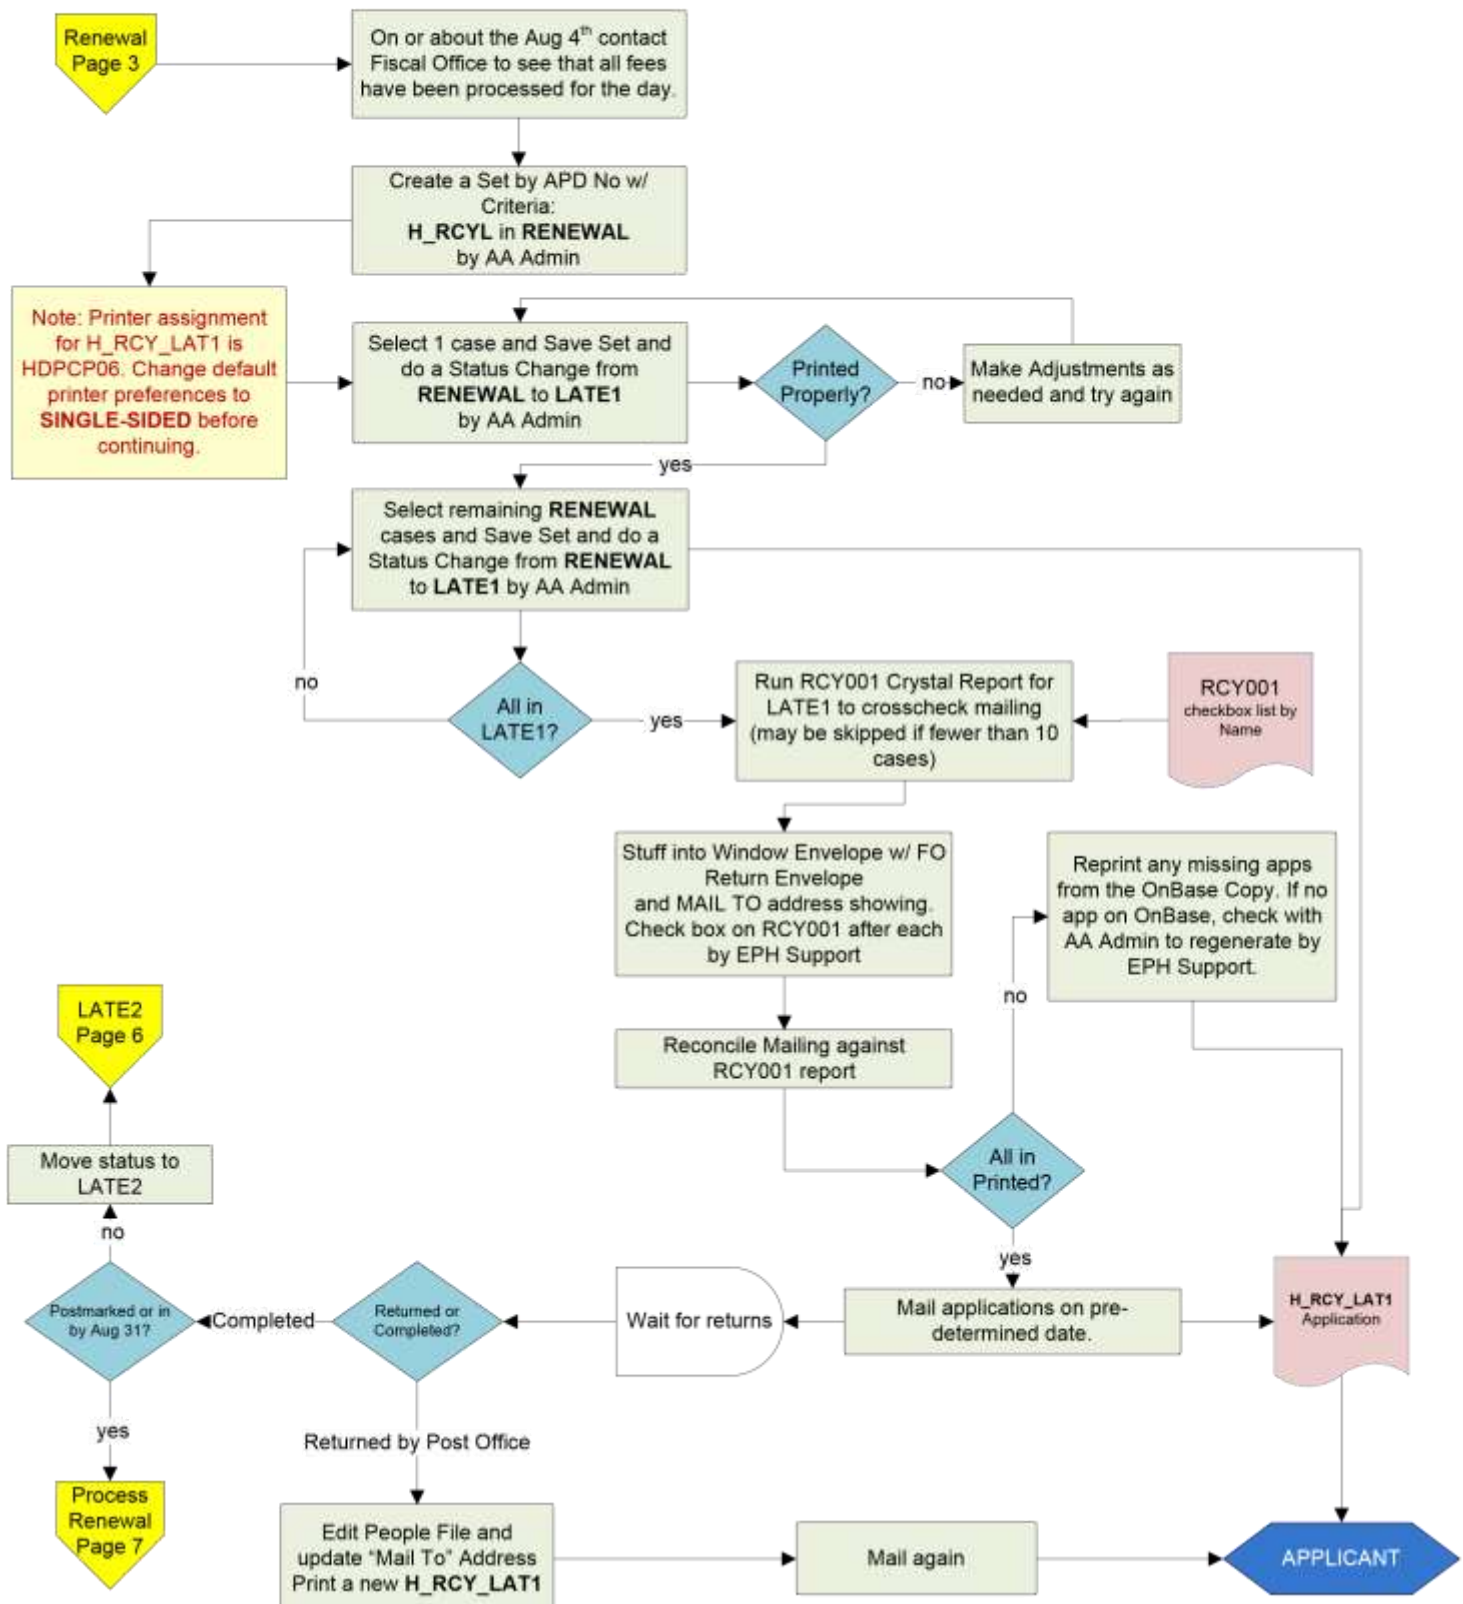 Renewal
Page 3
On or about the Aug 4th contact
Fiscal Office to see that all fees
have been processed for the day.
Create a Set by APD No w/
Criteria:
H_RCYL in RENEWAL
by AA Admin
Note: Printer assignment
for H_RCY_LAT1 is
HDPCP06. Change default
printer preferences to
SINGLE-SIDED before
continuing.
Select 1 case and Save Set and
do a Status Change from
RENEWAL to LATE1
by AA Admin
Printed
Properly?
no
Make Adjustments as
needed and try again
yes
Select remaining RENEWAL
cases and Save Set and do a
Status Change from RENEWAL
to LATE1 by AA Admin
no
All in
LATE1?
yes
Run RCY001 Crystal Report for
LATE1 to crosscheck mailing
(may be skipped if fewer than 10
cases)
RCY001
checkbox list by
Name
Stuff into Window Envelope w/ FO
Return Envelope
and MAIL TO address showing.
Check box on RCY001 after each
by EPH Support
Reprint any missing apps
from the OnBase Copy. If no
app on OnBase, check with
AA Admin to regenerate by
EPH Support.
no
Reconcile Mailing against
RCY001 report
All in
Printed?
yes
LATE2
Page 6
Move status to
LATE2
no
Postmarked or in
by Aug 31?
Completed
Returned or
Completed?
Wait for returns
Mail applications on pre-
determined date.
H_RCY_LAT1
Application
yes
Returned by Post Office
Process
Renewal
Page 7
Edit People File and
update “Mail To” Address
Print a new H_RCY_LAT1
Mail again
APPLICANT